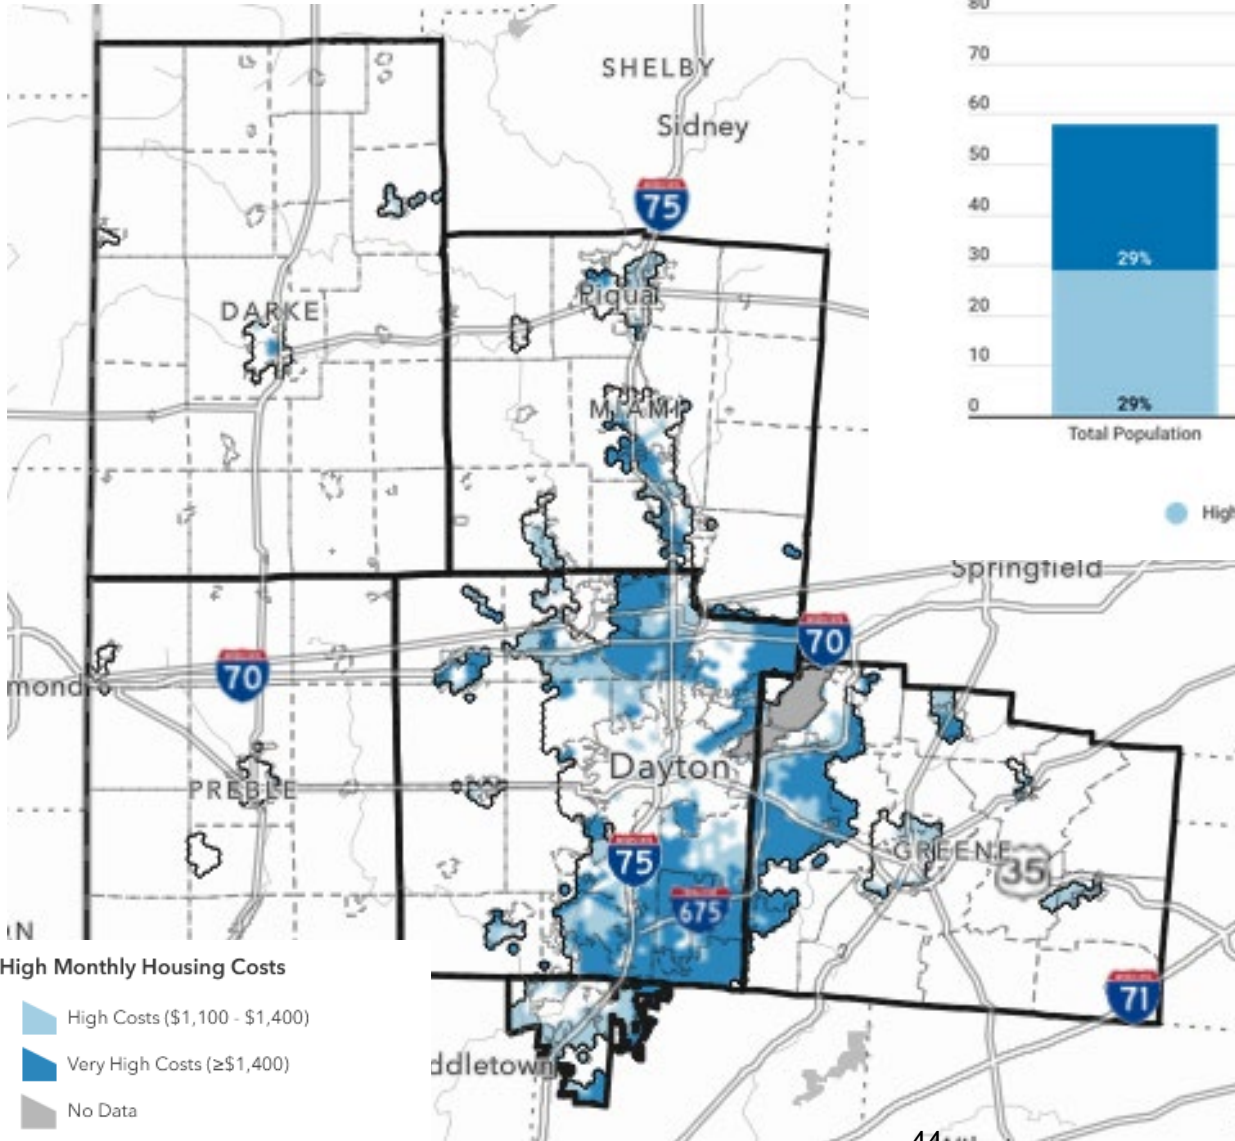 80
70
60
50
40
30
20
10
0
29%
29%
Total Population
High
SHELBY
Sidney
75
Piqua
DARKE
MIAMI
Springfield
70
70
mond
Dayton
PREBLE
75
GREENE
35
675
N
71
ddletown
High Monthly Housing Costs
High Costs ($1,100 - $1,400)
Very High Costs (≥$1,400)
No Data
44